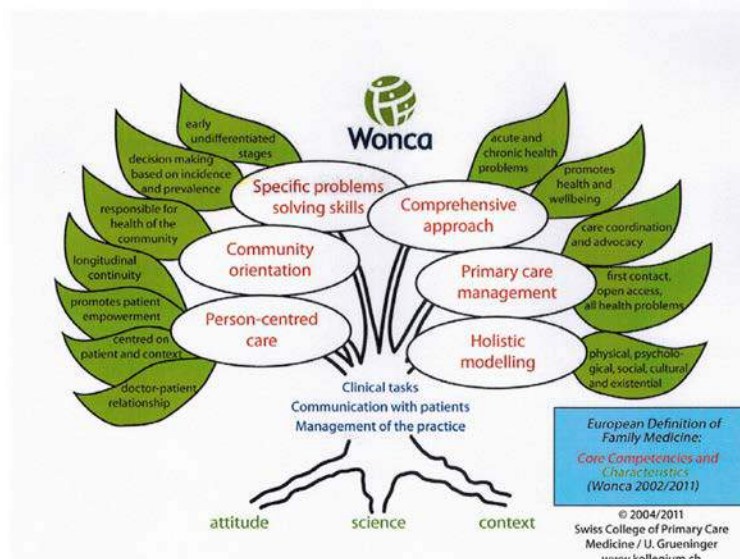 Wonca
early
undifferentiated
stages
decision making
based on incidence
and prevalence
responsible for
health of the
community
longitudinal
continuity
promotes patient
empowerment
centred on
patient and context
doctor-patient
relationship
Specific problems
solving skills
Community
orientation
Person-centred
care
Comprehensive
approach
Primary care
management
Holistic
modelling
acute and
chronic health
problems
promotes
health and
wellbeing
care coordination
and advocacy
first contact,
open access,
all health problems
physical, psycholo-
gical, social, cultural
and existential
Clinical tasks
Communication with patients
Management of the practice
attitude
science
context
European Definition of
Family Medicine:
Core Competencies and
Characteristics
(Wonca 2002/2011)
© 2004/2011
Swiss College of Primary Care
Medicine / U. Grueninger
www.kollegium.ch